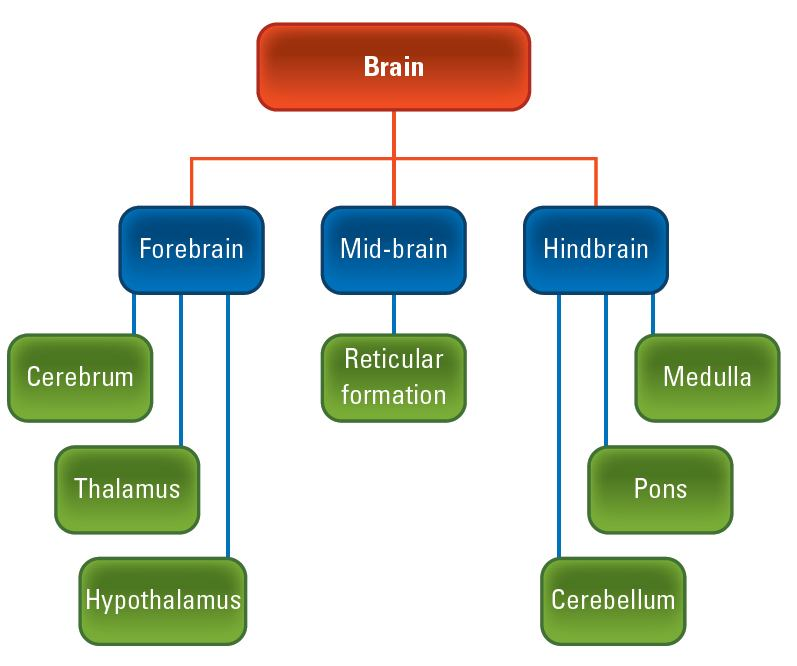 Brain
Forebrain
Mid-brain
Hindbrain
Cerebrum
Reticular
formation
Medulla
Thalamus
Pons
Hypothalamus
Cerebellum